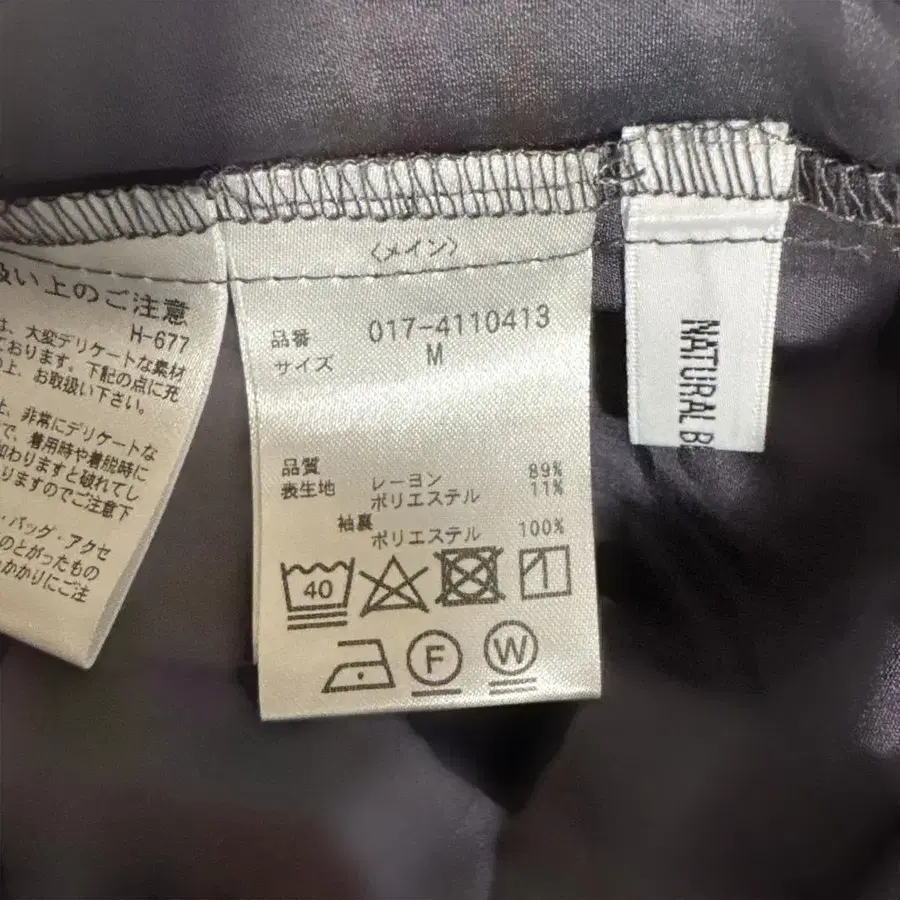 扱い上のご注意
H-677
は、大変デリケートな素材
ております。下記の点に充
の上、お取扱い下さい。
は、非常にデリケートな
で、着用時や着脱時に
加わりますと破れてし
りますのでご注意下
バッグ・アクセ
のとがったもの
かかりにご注
〈メイン〉
品番 017-4110413
サイズ M
品質
表生地 レーヨン 89%
ポリエステル 11%
袖裏
ポリエステル 100%
40
F W
NATURAL BE